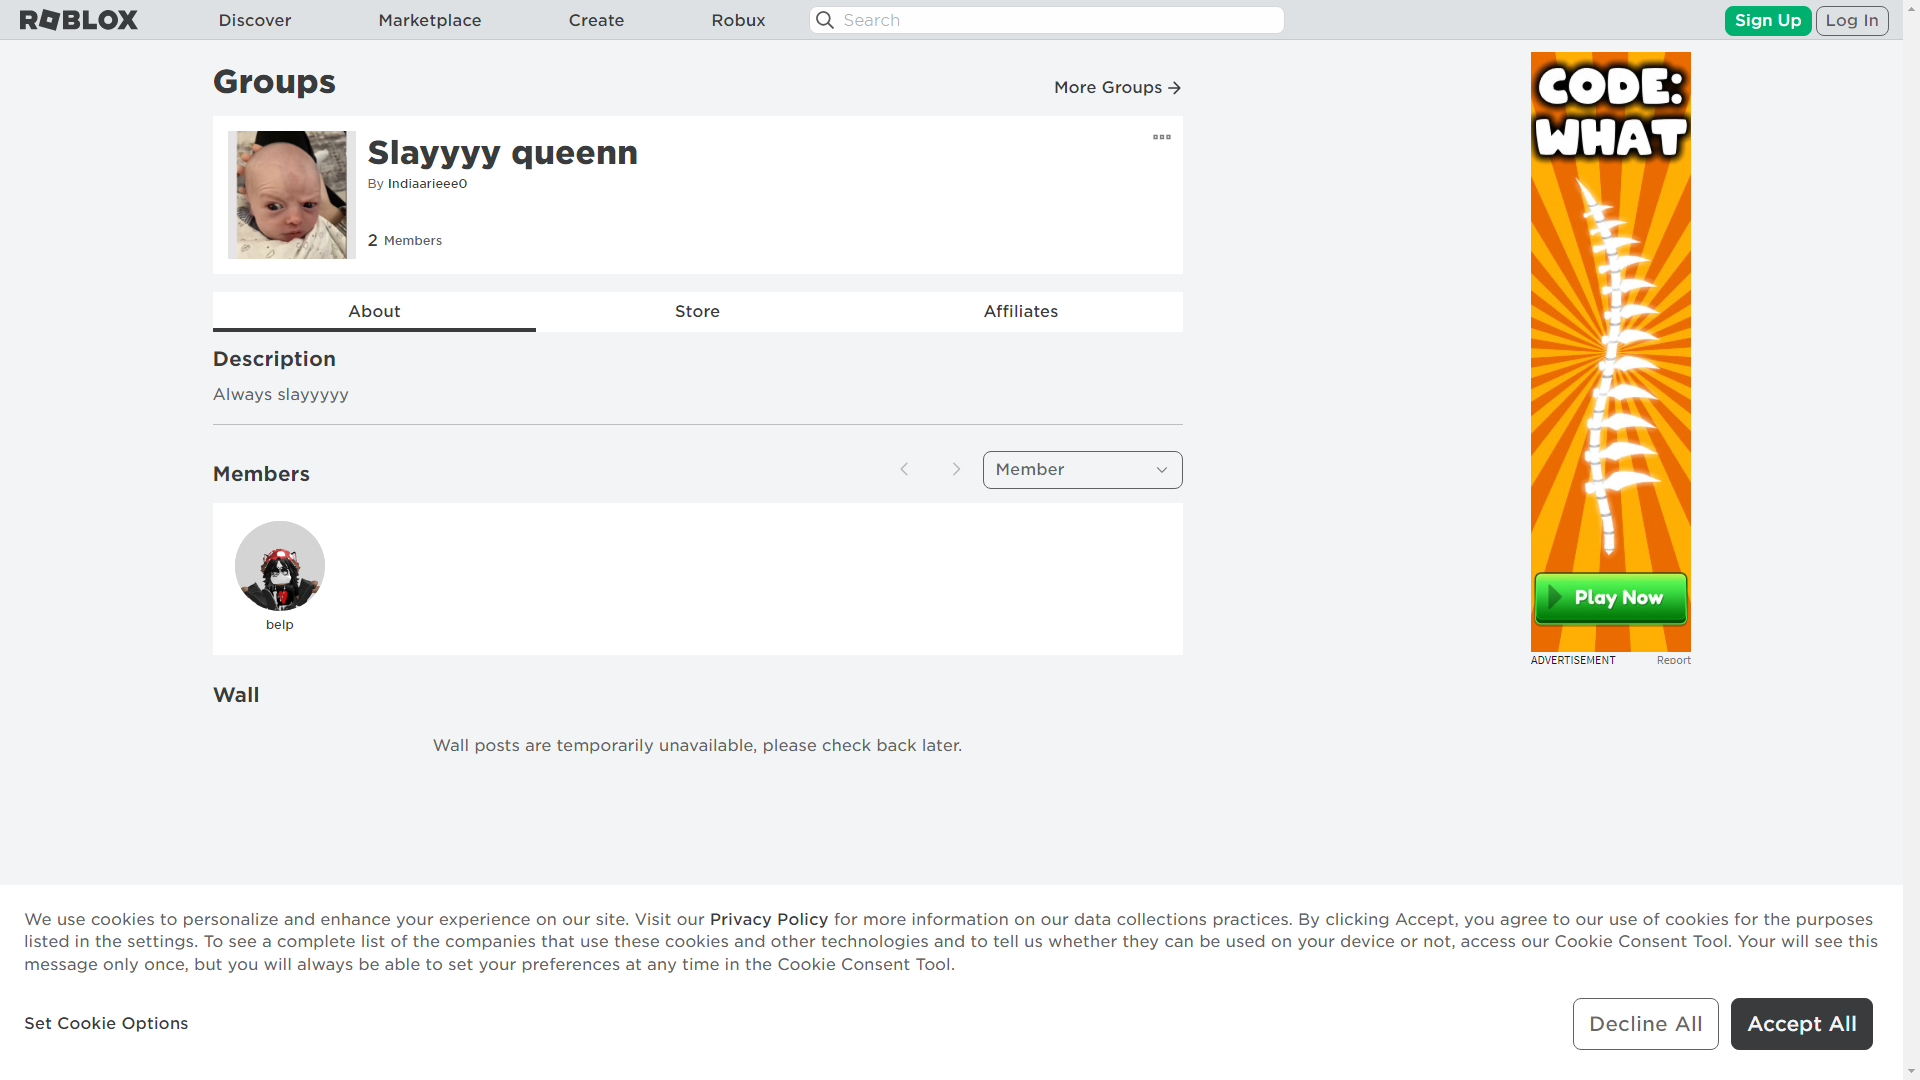 ROBLOX
Discover
Marketplace
Create
Robux
Search
Sign Up
Log In
Groups
More Groups
Slayyyy queenn
By Indiaarieee0
2 Members
About
Store
Affiliates
Description
Always slayyyyy
Members
Member
belp
Wall
Wall posts are temporarily unavailable, please check back later.
CODE:
WHAT
Play Now
ADVERTISEMENT
Report
We use cookies to personalize and enhance your experience on our site. Visit our Privacy Policy for more information on our data collections practices. By clicking Accept, you agree to our use of cookies for the purposes
listed in the settings. To see a complete list of the companies that use these cookies and other technologies and to tell us whether they can be used on your device or not, access our Cookie Consent Tool. Your will see this
message only once, but you will always be able to set your preferences at any time in the Cookie Consent Tool.
Set Cookie Options
Decline All
Accept All